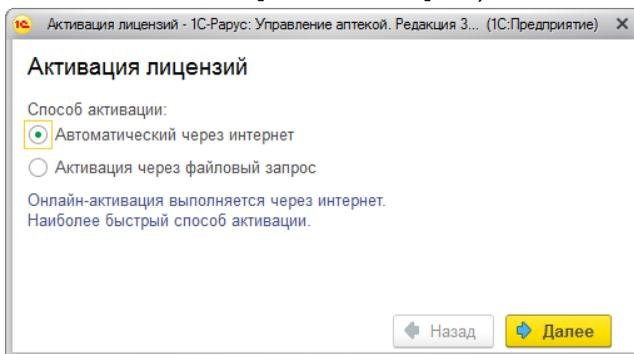 Активация лицензий - 1С-Рарус: Управление аптекой. Редакция 3... (1С:Предприятие)
Активация лицензий
Способ активации:
Автоматический через интернет
Активация через файловый запрос
Онлайн-активация выполняется через интернет.
Наиболее быстрый способ активации.
Назад Далее